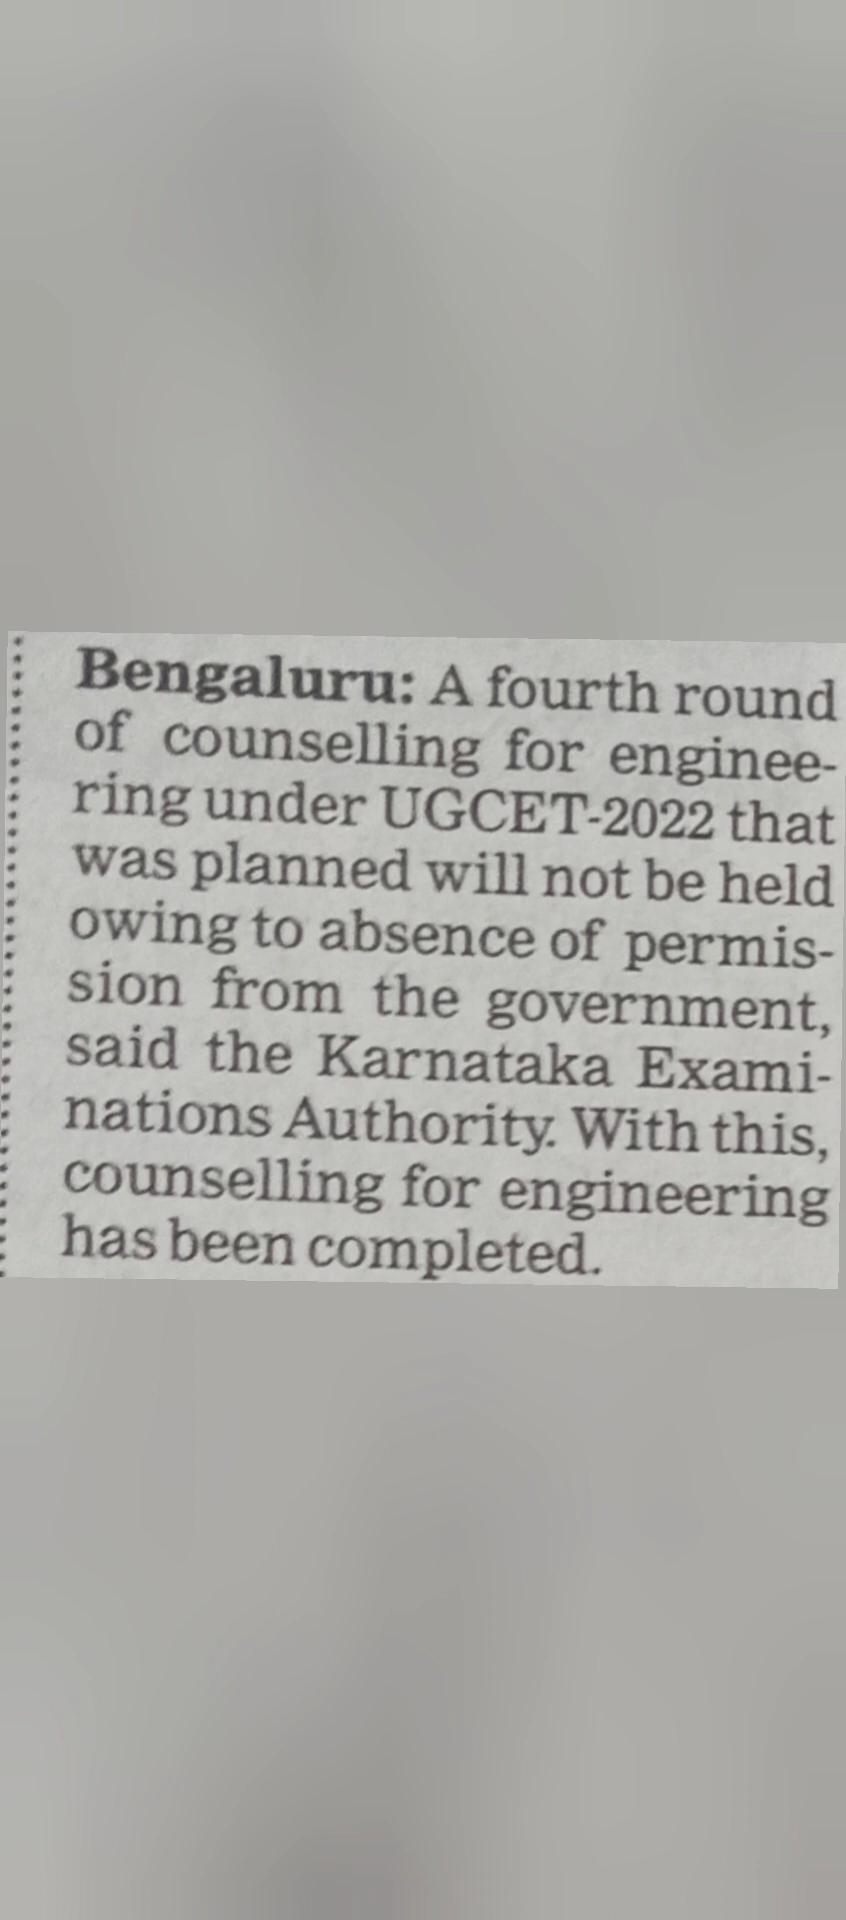 Bengaluru: A fourth round
of counselling for enginee-
ring under UGCET-2022 that
was planned will not be held
owing to absence of permis-
sion from the government,
said the Karnataka Exami-
nations Authority. With this,
counselling for engineering
has been completed.